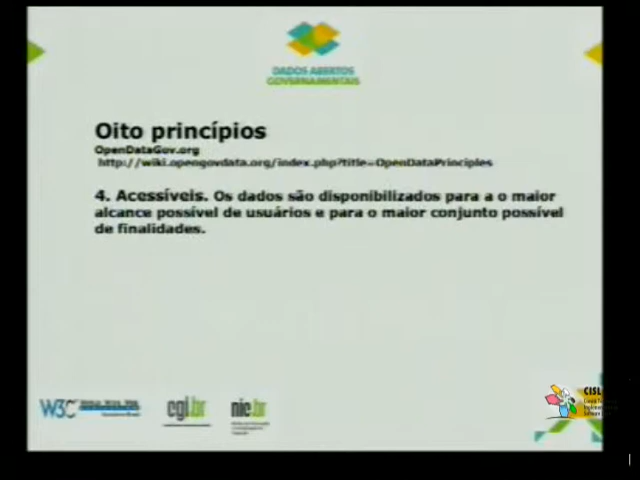 DADOS ABERTOS
GOVERNAMENTAIS
Oito princípios
OpenDataGov.org
http://wiki.opengovdata.org/index.php?title=OpenDataPrinciples
4. Acessíveis. Os dados são disponibilizados para a o maior
alcance possível de usuários e para o maior conjunto possível
de finalidades.
W3C
cgi.br
nic.br
CISL